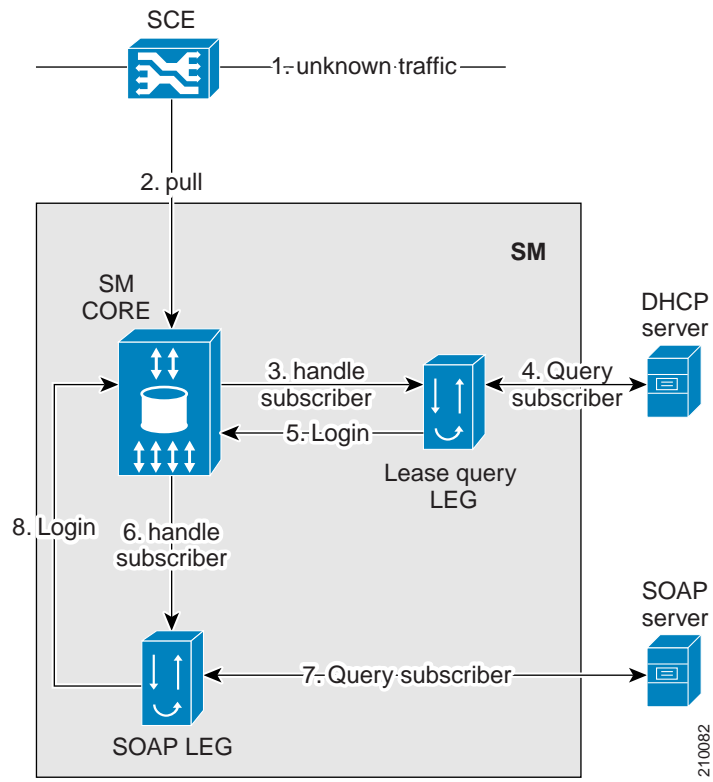 SCE
1. unknown traffic
2. pull
SM
SM
CORE
DHCP
server
3. handle
subscriber
4. Query
subscriber
5. Login
Lease query
LEG
8. Login
6. handle
subscriber
SOAP
server
7. Query subscriber
SOAP LEG
210082